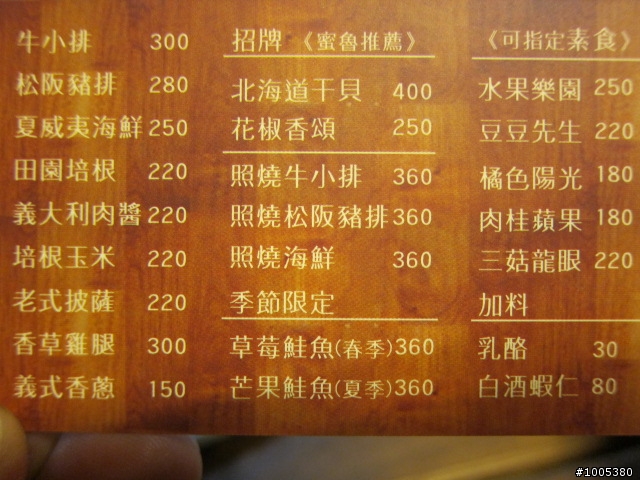 牛小排 300
松阪豬排 280
夏威夷海鮮 250
田園培根 220
義大利肉醬 220
培根玉米 220
老式披薩 220
香草雞腿 300
義式香蔥 150
招牌 《蜜魯推薦》
北海道干貝 400
花椒香頌 250
照燒牛小排 360
照燒松阪豬排 360
照燒海鮮 360
季節限定
草莓鮭魚(春季) 360
芒果鮭魚(夏季) 360
《可指定素食》
水果樂園 250
豆豆先生 220
橘色陽光 180
肉桂蘋果 180
三菇龍眼 220
加料
乳酪 30
白酒蝦仁 80
#1005380